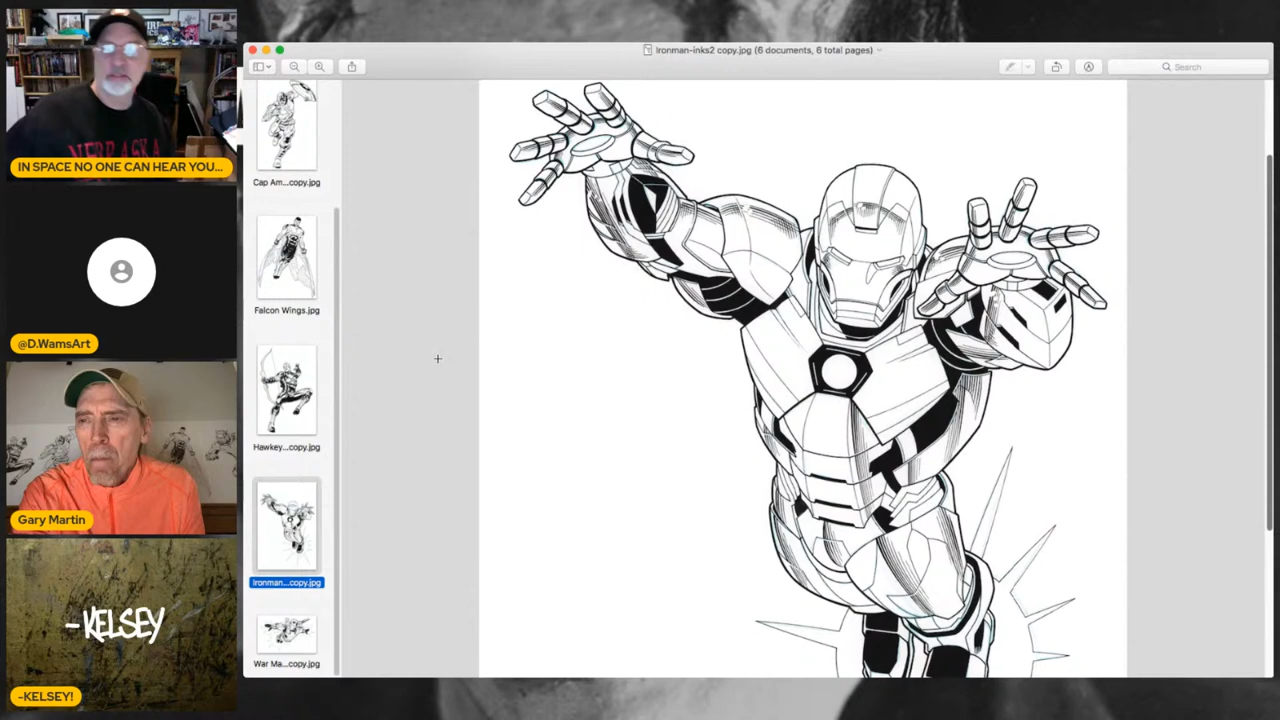 Ironman-inks2 copy.jpg (6 documents, 6 total pages)
Search
NEBRASKA
IN SPACE NO ONE CAN HEAR YOU...
@D.WamsArt
Gary Martin
-KELSEY
-KELSEY!
Cap Am...copy.jpg
Falcon Wings.jpg
Hawkey...copy.jpg
Ironman...copy.jpg
War Ma...copy.jpg